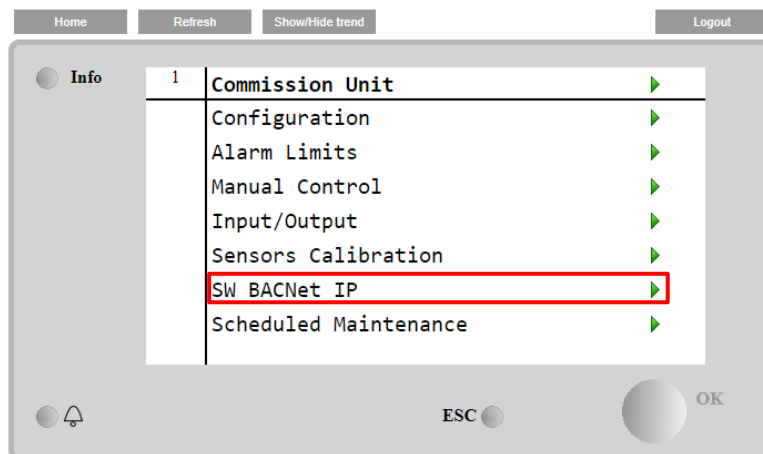 Home Refresh Show/Hide trend Logout
Info 1 Commission Unit
Configuration
Alarm Limits
Manual Control
Input/Output
Sensors Calibration
SW BACNet IP
Scheduled Maintenance
ESC OK